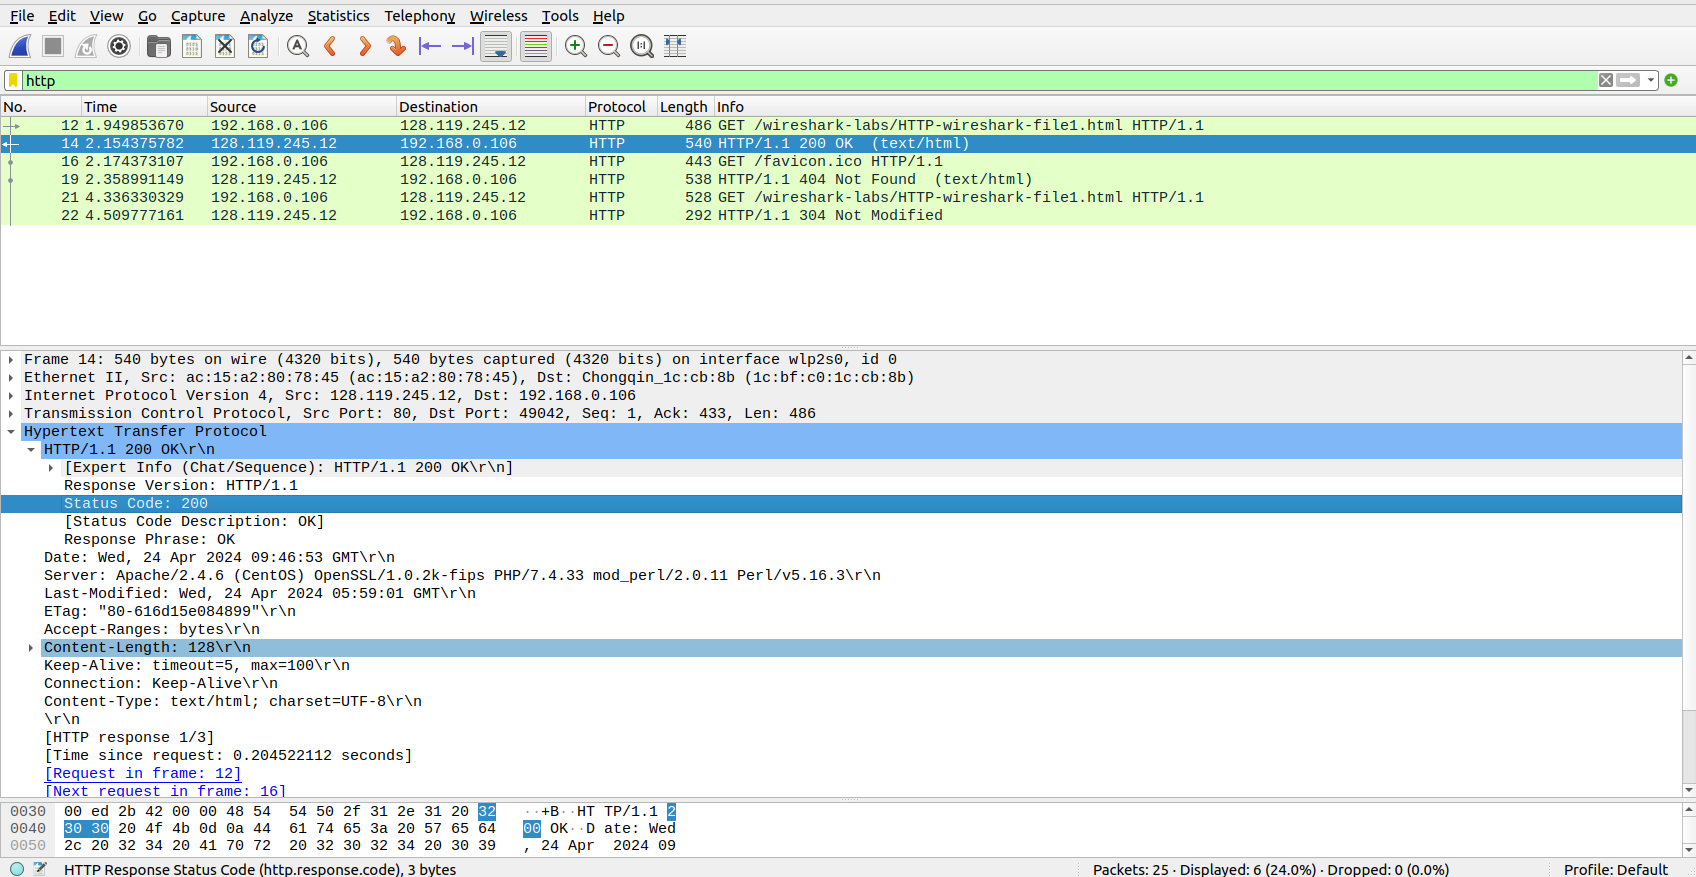 File Edit View Go Capture Analyze Statistics Telephony Wireless Tools Help
http
No. Time Source Destination Protocol Length Info
12 1.949853670 192.168.0.106 128.119.245.12 HTTP 486 GET /wireshark-labs/HTTP-wireshark-file1.html HTTP/1.1
14 2.154375782 128.119.245.12 192.168.0.106 HTTP 540 HTTP/1.1 200 OK (text/html)
16 2.174373107 192.168.0.106 128.119.245.12 HTTP 443 GET /favicon.ico HTTP/1.1
19 2.358991149 128.119.245.12 192.168.0.106 HTTP 538 HTTP/1.1 404 Not Found (text/html)
21 4.336330329 192.168.0.106 128.119.245.12 HTTP 528 GET /wireshark-labs/HTTP-wireshark-file1.html HTTP/1.1
22 4.509777161 128.119.245.12 192.168.0.106 HTTP 292 HTTP/1.1 304 Not Modified
Frame 14: 540 bytes on wire (4320 bits), 540 bytes captured (4320 bits) on interface wlp2s0, id 0
Ethernet II, Src: ac:15:a2:80:78:45 (ac:15:a2:80:78:45), Dst: Chongqin_1c:cb:8b (1c:bf:c0:1c:cb:8b)
Internet Protocol Version 4, Src: 128.119.245.12, Dst: 192.168.0.106
Transmission Control Protocol, Src Port: 80, Dst Port: 49042, Seq: 1, Ack: 433, Len: 486
Hypertext Transfer Protocol
HTTP/1.1 200 OK\r\n
[Expert Info (Chat/Sequence): HTTP/1.1 200 OK\r\n]
Response Version: HTTP/1.1
Status Code: 200
[Status Code Description: OK]
Response Phrase: OK
Date: Wed, 24 Apr 2024 09:46:53 GMT\r\n
Server: Apache/2.4.6 (CentOS) OpenSSL/1.0.2k-fips PHP/7.4.33 mod_perl/2.0.11 Perl/v5.16.3\r\n
Last-Modified: Wed, 24 Apr 2024 05:59:01 GMT\r\n
ETag: "80-616d15e084899"\r\n
Accept-Ranges: bytes\r\n
Content-Length: 128\r\n
Keep-Alive: timeout=5, max=100\r\n
Connection: Keep-Alive\r\n
Content-Type: text/html; charset=UTF-8\r\n
\r\n
[HTTP response 1/3]
[Time since request: 0.204522112 seconds]
[Request in frame: 12]
[Next request in frame: 16]
0030 00 ed 2b 42 00 00 48 54 54 50 2f 31 2e 31 20 32 ··+B··HT TP/1.1 2
0040 30 30 20 4f 4b 0d 0a 44 61 74 65 3a 20 57 65 64 00 OK··D ate: Wed
0050 2c 20 32 34 20 41 70 72 20 32 30 32 34 20 30 39 , 24 Apr 2024 09
HTTP Response Status Code (http.response.code), 3 bytes Packets: 25 · Displayed: 6 (24.0%) · Dropped: 0 (0.0%) Profile: Default